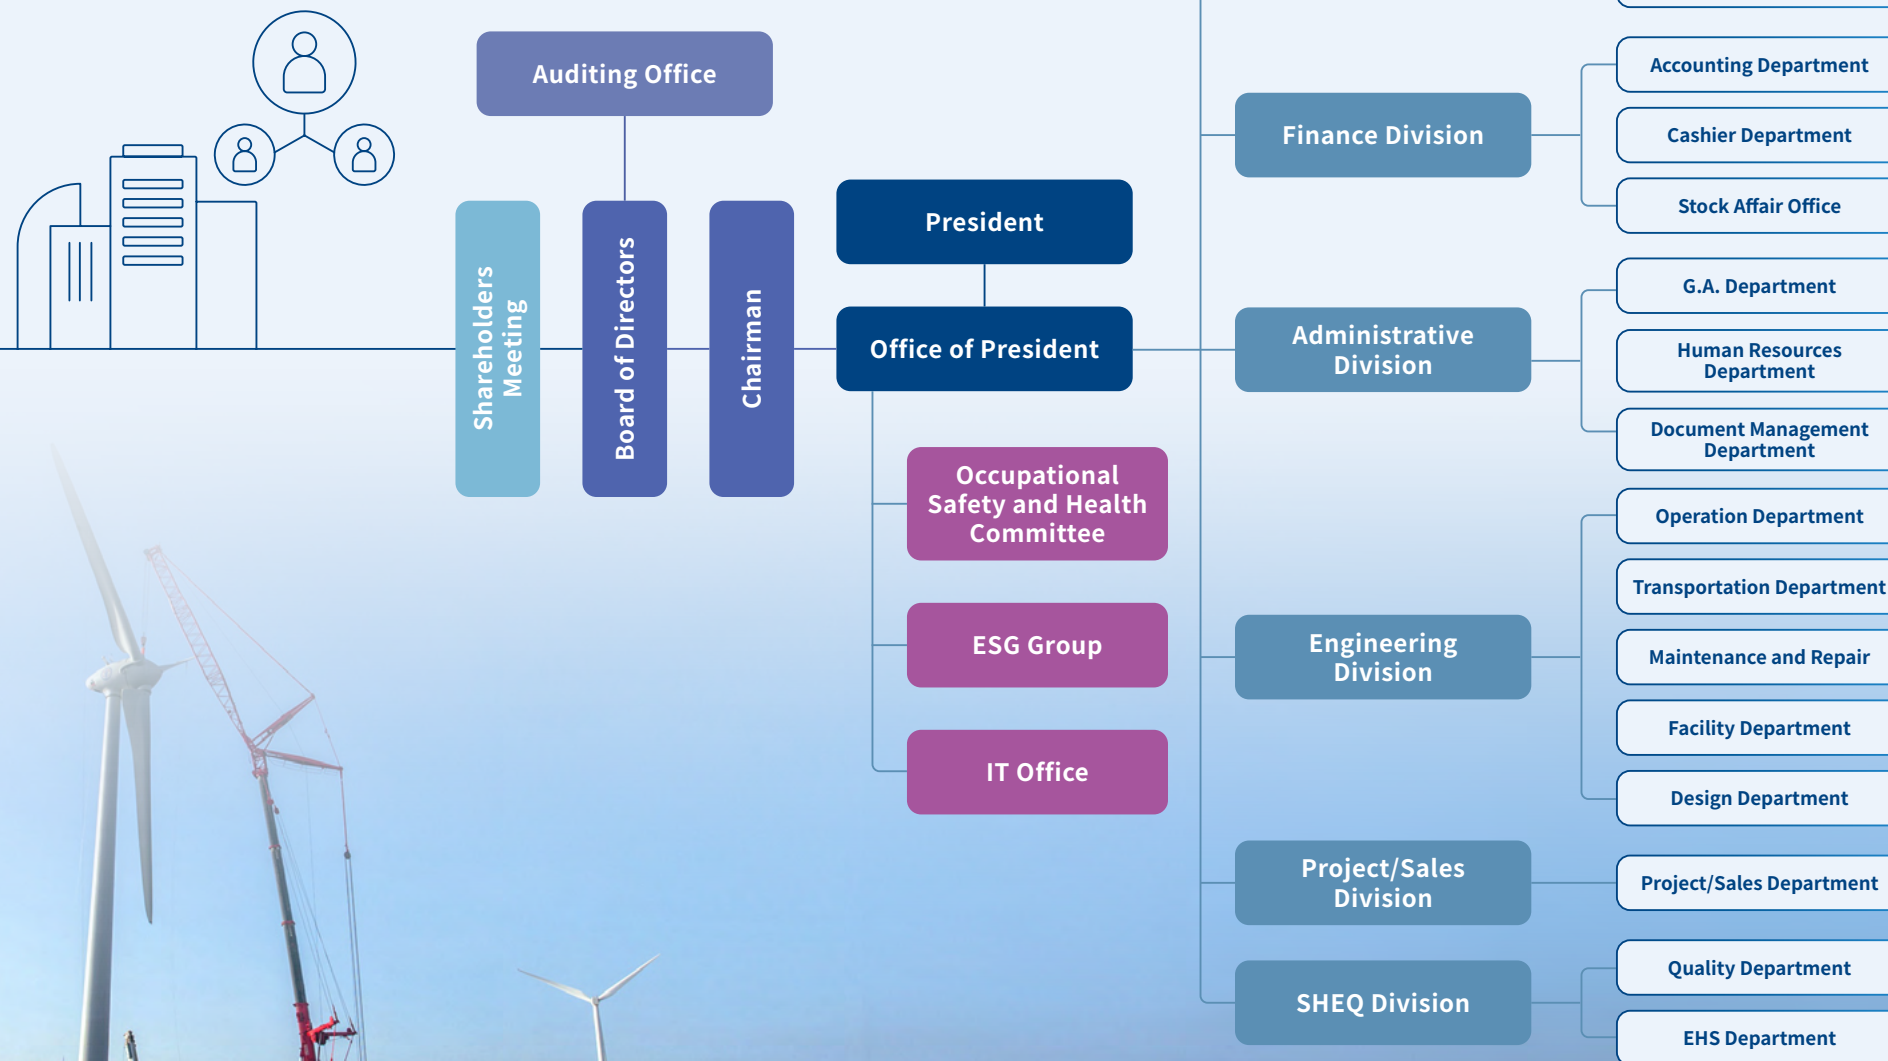 Auditing Office
Shareholders
Meeting
Board of Directors
Chairman
President
Office of President
Occupational
Safety and Health
Committee
ESG Group
IT Office
Finance Division
Accounting Department
Cashier Department
Stock Affair Office
Administrative
Division
G.A. Department
Human Resources
Department
Document Management
Department
Engineering
Division
Operation Department
Transportation Department
Maintenance and Repair
Facility Department
Design Department
Project/Sales
Division
Project/Sales Department
SHEQ Division
Quality Department
EHS Department